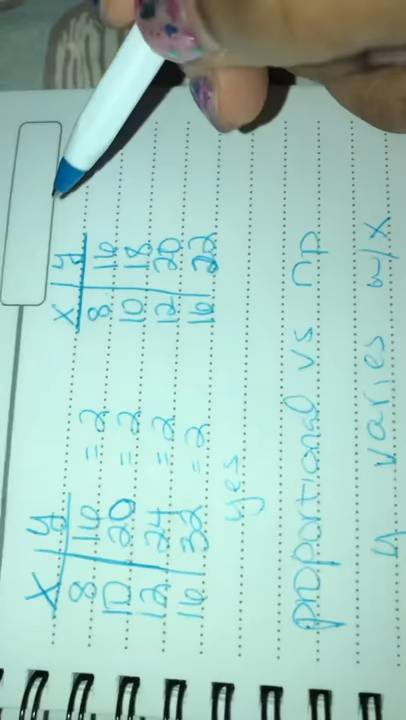 x | y x | y
8 | 16 = 2 8 | 16
10 | 20 = 2 10 | 18
12 | 24 = 2 12 | 20
16 | 32 = 2 16 | 22
yes
proportional vs np
y varies w/x